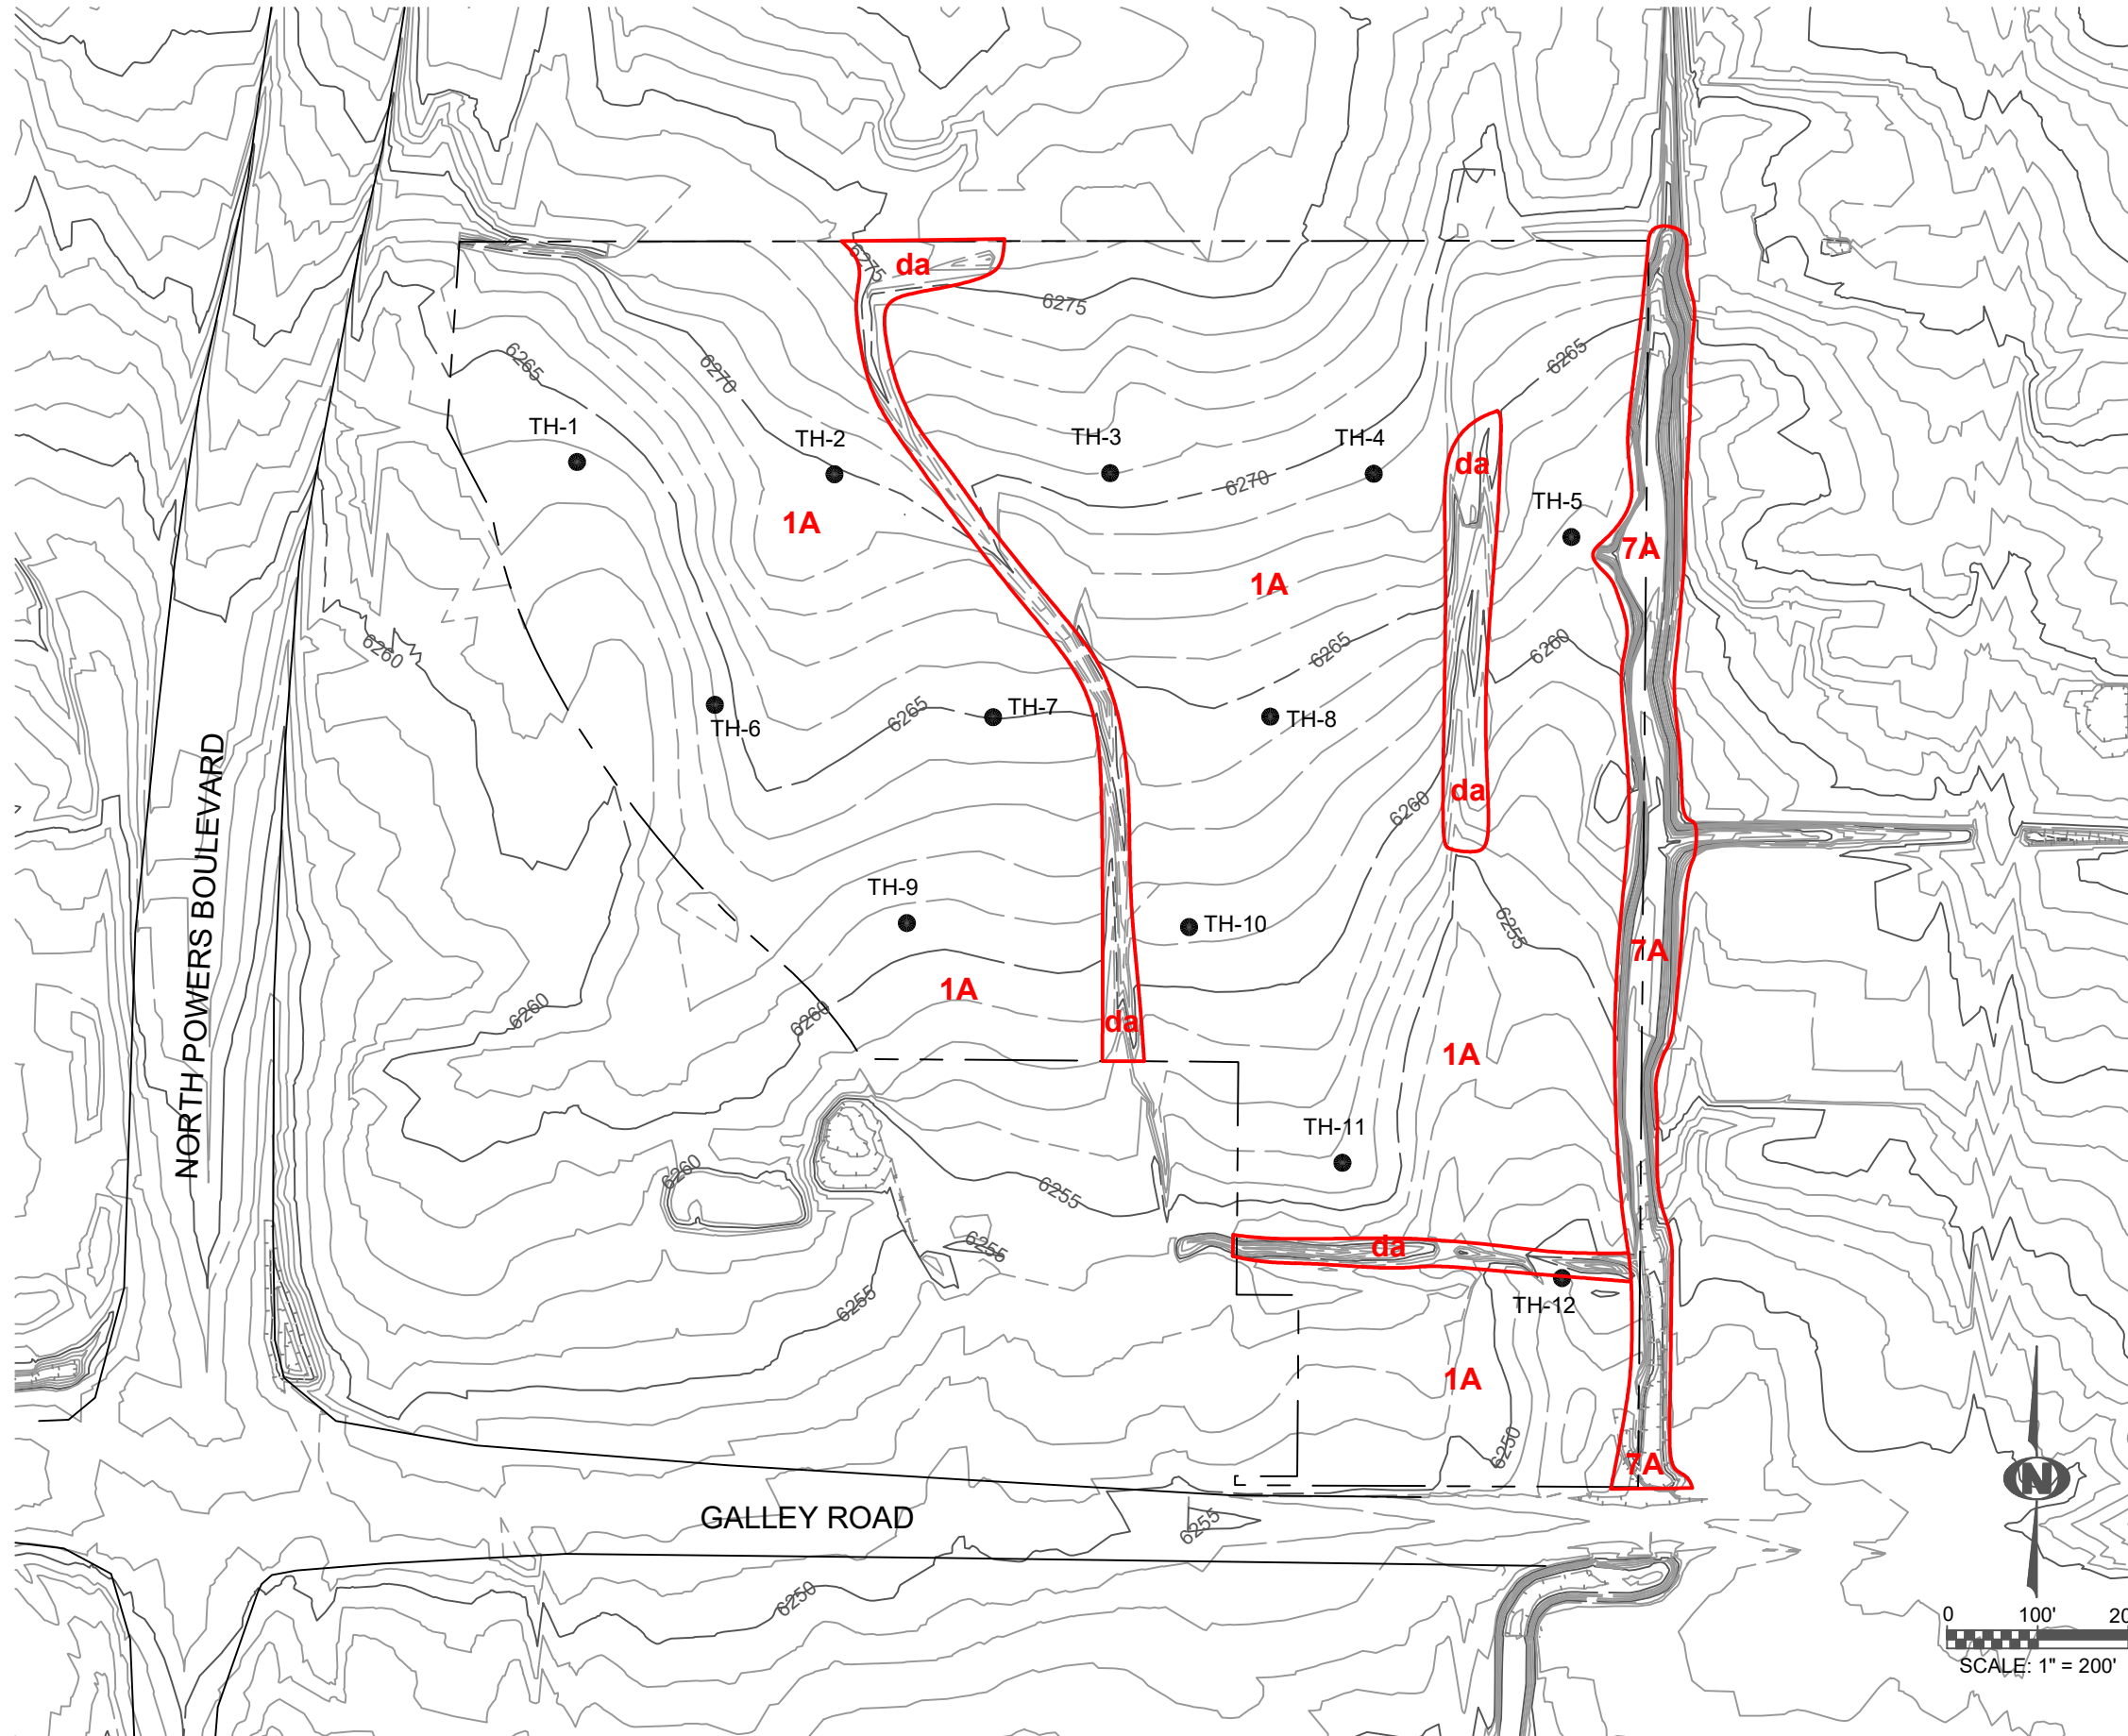 da
6275
6275
6265
6265
6270
TH-1
TH-2
TH-3
TH-4
da
6270
TH-5
1A
7A
1A
6260
6265
6260
TH-6
6265
TH-7
TH-8
NORTH POWERS BOULEVARD
da
6260
TH-9
TH-10
6255
7A
1A
6260
6260
da
1A
TH-11
6260
6255
6255
da
6255
TH-12
1A
6250
7A
GALLEY ROAD
6255
N
6250
0 100' 20
SCALE: 1" = 200'